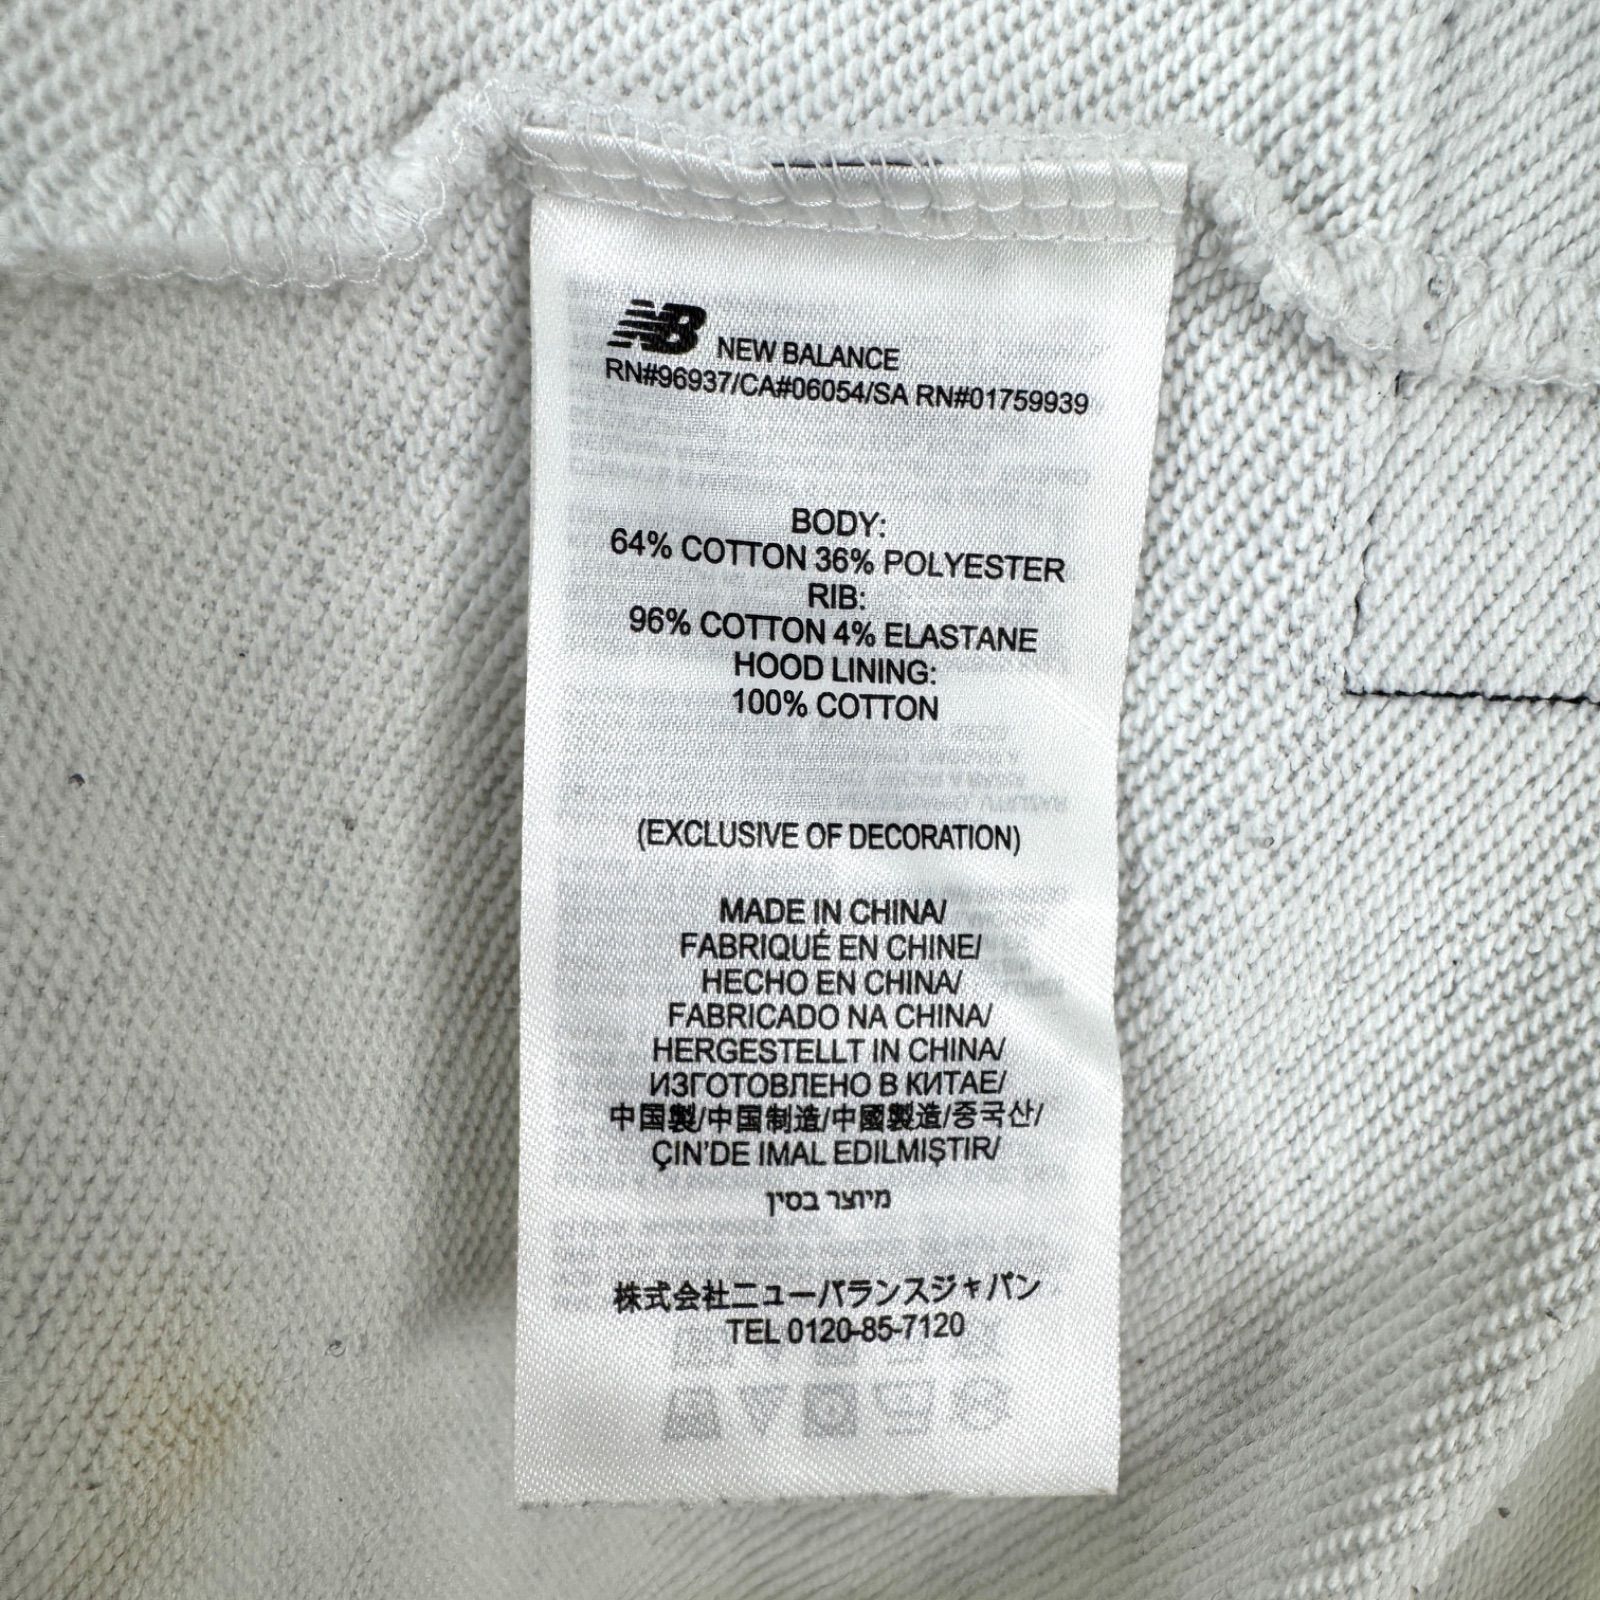 NB NEW BALANCE
RN#96937/CA#06054/SA RN#01759939
BODY:
64% COTTON 36% POLYESTER
RIB:
96% COTTON 4% ELASTANE
HOOD LINING:
100% COTTON
(EXCLUSIVE OF DECORATION)
MADE IN CHINA/
FABRIQUÉ EN CHINE/
HECHO EN CHINA/
FABRICADO NA CHINA/
HERGESTELLT IN CHINA/
ИЗГОТОВЛЕНО В КИТАЕ/
中国製/中国制造/中國製造/중국산/
ÇIN'DE IMAL EDILMIŞTIR/
מיוצר בסין
株式会社ニューバランスジャパン
TEL 0120-85-7120